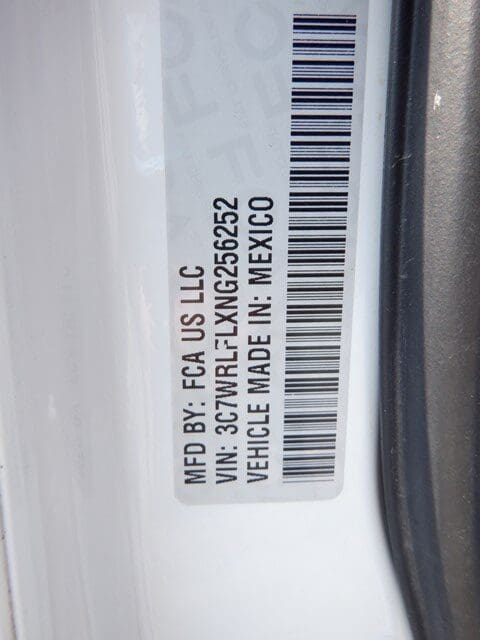 MFD BY: FCA US LLC
VIN: 3C7WRLFLXNG256252
VEHICLE MADE IN: MEXICO